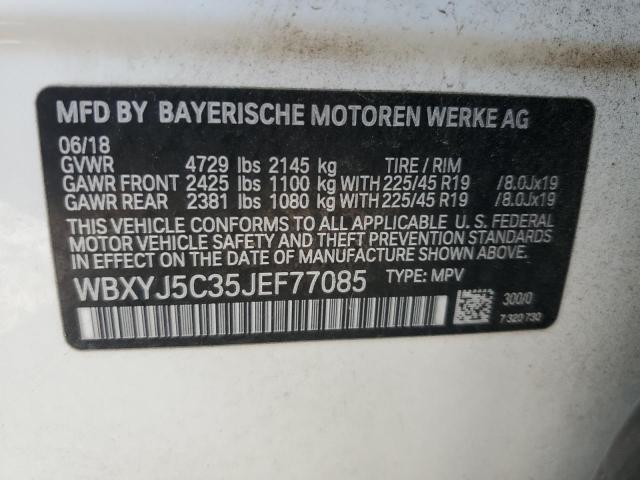 MFD BY BAYERISCHE MOTOREN WERKE AG
06/18
GVWR 4729 lbs 2145 kg TIRE / RIM
GAWR FRONT 2425 lbs 1100 kg WITH 225/45 R19 /8.0Jx19
GAWR REAR 2381 lbs 1080 kg WITH 225/45 R19 /8.0Jx19
THIS VEHICLE CONFORMS TO ALL APPLICABLE U. S. FEDERAL
MOTOR VEHICLE SAFETY AND THEFT PREVENTION STANDARDS
IN EFFECT ON THE DATE OF MANUFACTURE SHOWN ABOVE.
WBXYJ5C35JEF77085 TYPE: MPV
300/0
7 320 730